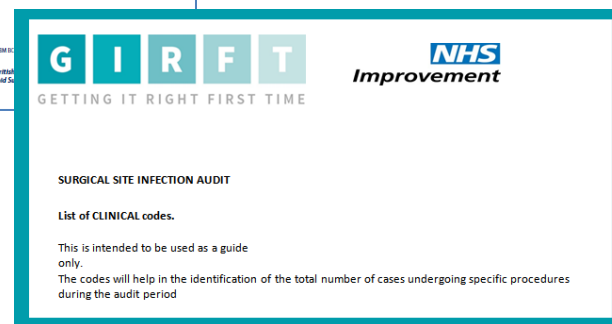 GIRFT
GETTING IT RIGHT FIRST TIME
NHS
Improvement
SURGICAL SITE INFECTION AUDIT
List of CLINICAL codes.
This is intended to be used as a guide
only.
The codes will help in the identification of the total number of cases undergoing specific procedures
during the audit period